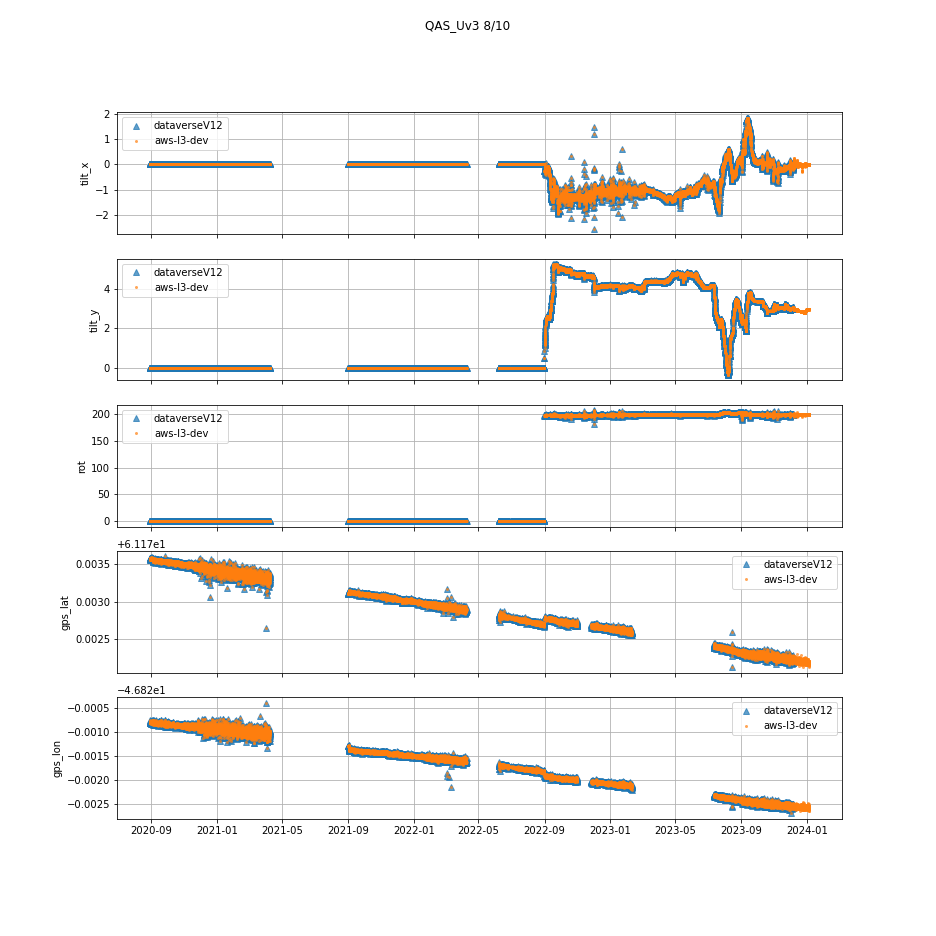 QAS_Uv3 8/10
2
1
0
−1
−2
tilt_x
dataverseV12
aws-l3-dev
4
2
0
tilt_y
dataverseV12
aws-l3-dev
200
150
100
50
0
rot
dataverseV12
aws-l3-dev
+6.117e1
0.0035
0.0030
0.0025
gps_lat
dataverseV12
aws-l3-dev
−4.682e1
−0.0005
−0.0010
−0.0015
−0.0020
−0.0025
gps_lon
dataverseV12
aws-l3-dev
2020-09 2021-01 2021-05 2021-09 2022-01 2022-05 2022-09 2023-01 2023-05 2023-09 2024-01